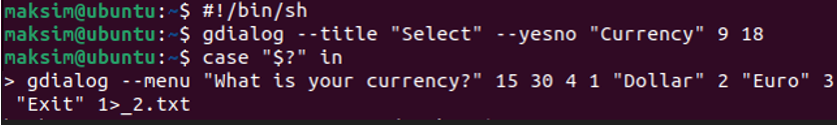 maksim@ubuntu:~$ #!/bin/sh
maksim@ubuntu:~$ gdialog --title "Select" --yesno "Currency" 9 18
maksim@ubuntu:~$ case "$?" in
> gdialog --menu "What is your currency?" 15 30 4 1 "Dollar" 2 "Euro" 3
"Exit" 1>_2.txt